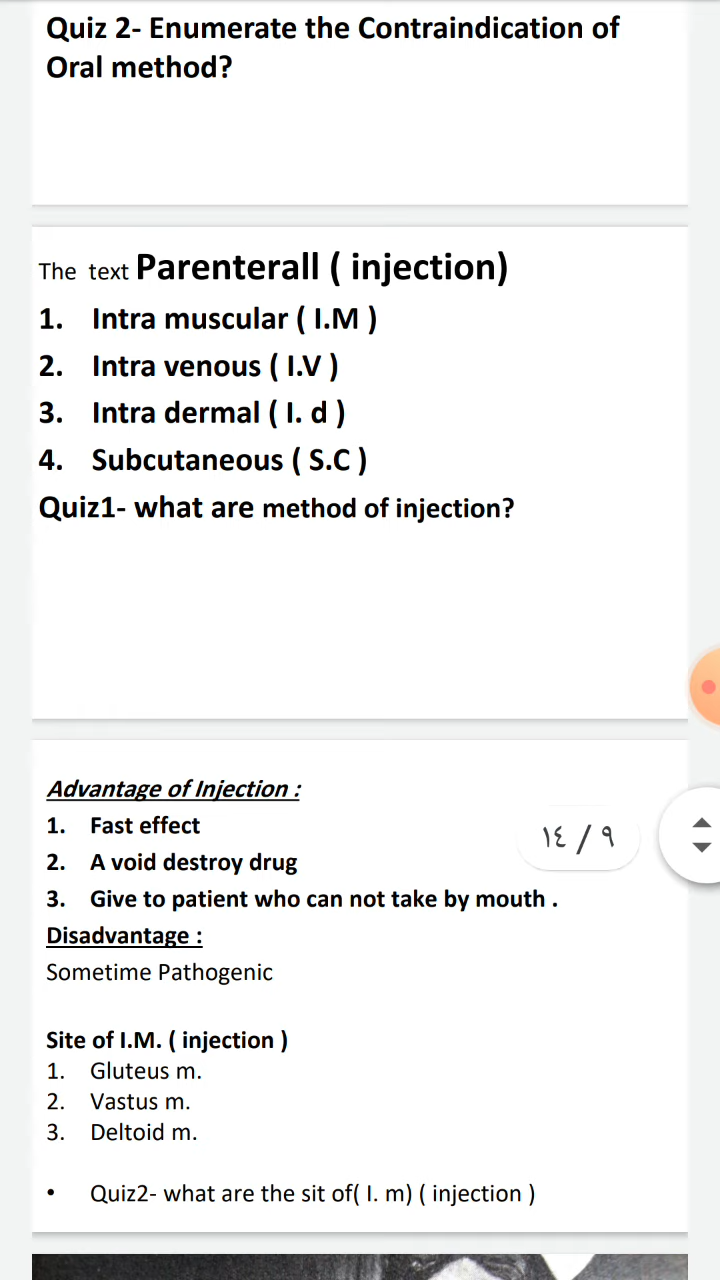 Quiz 2- Enumerate the Contraindication of
Oral method?
The text Parenterall ( injection)
1. Intra muscular ( I.M )
2. Intra venous ( I.V )
3. Intra dermal ( I. d )
4. Subcutaneous ( S.C )
Quiz1- what are method of injection?
Advantage of Injection :
1. Fast effect
2. A void destroy drug
3. Give to patient who can not take by mouth .
Disadvantage :
Sometime Pathogenic
Site of I.M. ( injection )
1. Gluteus m.
2. Vastus m.
3. Deltoid m.
• Quiz2- what are the sit of( I. m) ( injection )
١٤ / ٩